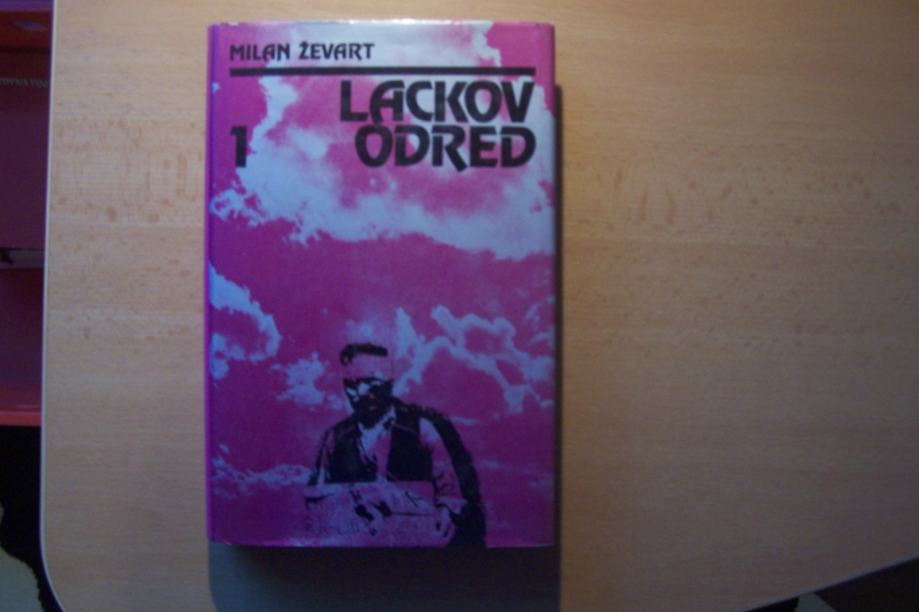 MILAN ŽEVART
LACKOV
1 ODRED